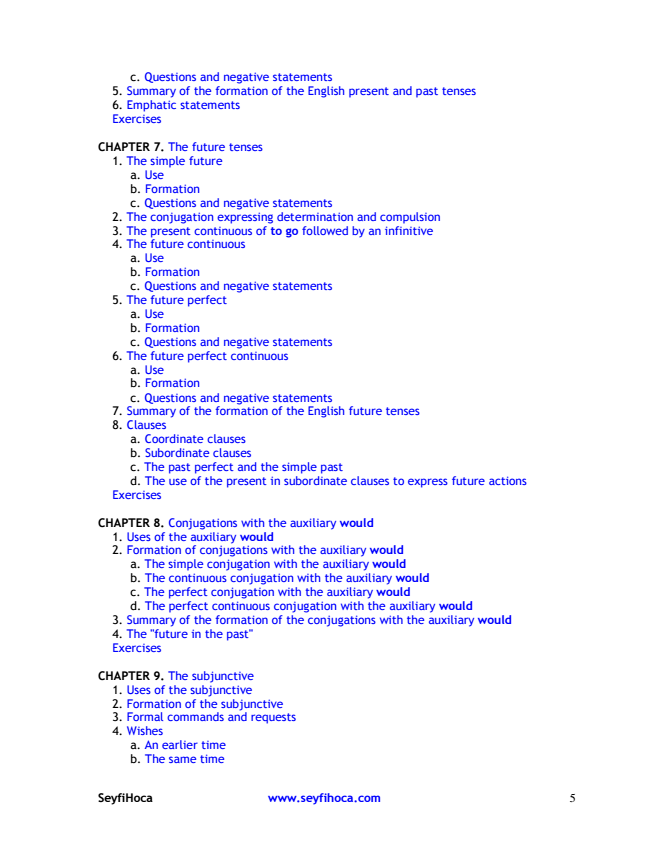 c. Questions and negative statements
5. Summary of the formation of the English present and past tenses
6. Emphatic statements
Exercises
CHAPTER 7. The future tenses
1. The simple future
a. Use
b. Formation
c. Questions and negative statements
2. The conjugation expressing determination and compulsion
3. The present continuous of to go followed by an infinitive
4. The future continuous
a. Use
b. Formation
c. Questions and negative statements
5. The future perfect
a. Use
b. Formation
c. Questions and negative statements
6. The future perfect continuous
a. Use
b. Formation
c. Questions and negative statements
7. Summary of the formation of the English future tenses
8. Clauses
a. Coordinate clauses
b. Subordinate clauses
c. The past perfect and the simple past
d. The use of the present in subordinate clauses to express future actions
Exercises
CHAPTER 8. Conjugations with the auxiliary would
1. Uses of the auxiliary would
2. Formation of conjugations with the auxiliary would
a. The simple conjugation with the auxiliary would
b. The continuous conjugation with the auxiliary would
c. The perfect conjugation with the auxiliary would
d. The perfect continuous conjugation with the auxiliary would
3. Summary of the formation of the conjugations with the auxiliary would
4. The "future in the past"
Exercises
CHAPTER 9. The subjunctive
1. Uses of the subjunctive
2. Formation of the subjunctive
3. Formal commands and requests
4. Wishes
a. An earlier time
b. The same time
SeyfiHoca www.seyfihoca.com 5